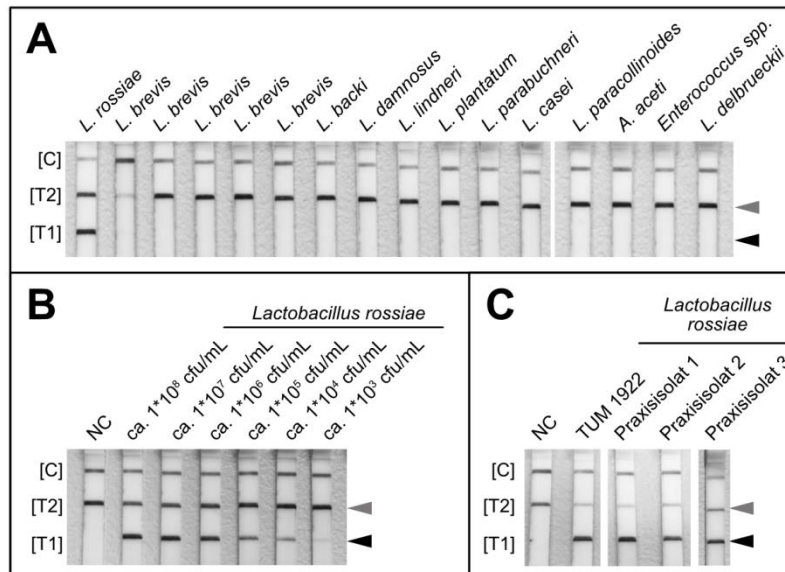 A
L. rossiae
L. brevis
L. brevis
L. brevis
L. brevis
L. brevis
L. backi
L. damnosus
L. lindneri
L. plantatum
L. parabuchneri
L. casei
L. paracollinoides
A. aceti
Enterococcus spp.
L. delbrueckii
[C]
[T2]
[T1]
B
Lactobacillus rossiae
NC
ca. 1*10⁸ cfu/mL
ca. 1*10⁷ cfu/mL
ca. 1*10⁶ cfu/mL
ca. 1*10⁵ cfu/mL
ca. 1*10⁴ cfu/mL
ca. 1*10³ cfu/mL
[C]
[T2]
[T1]
C
Lactobacillus
rossiae
NC
TUM 1922
Praxisisolat 1
Praxisisolat 2
Praxisisolat 3
[C]
[T2]
[T1]